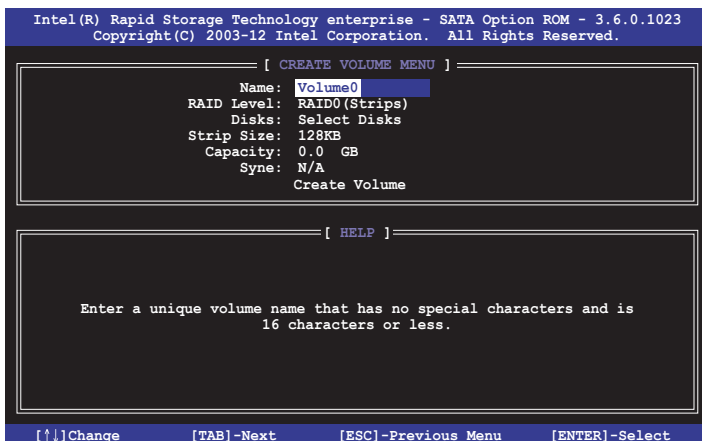 Intel(R) Rapid Storage Technology enterprise - SATA Option ROM - 3.6.0.1023
Copyright(C) 2003-12 Intel Corporation.  All Rights Reserved.
[ CREATE VOLUME MENU ]
Name: Volume0
RAID Level: RAID0(Strips)
Disks: Select Disks
Strip Size: 128KB
Capacity: 0.0 GB
Syne: N/A
Create Volume
[ HELP ]
Enter a unique volume name that has no special characters and is
16 characters or less.
[↑↓]Change [TAB]-Next [ESC]-Previous Menu [ENTER]-Select